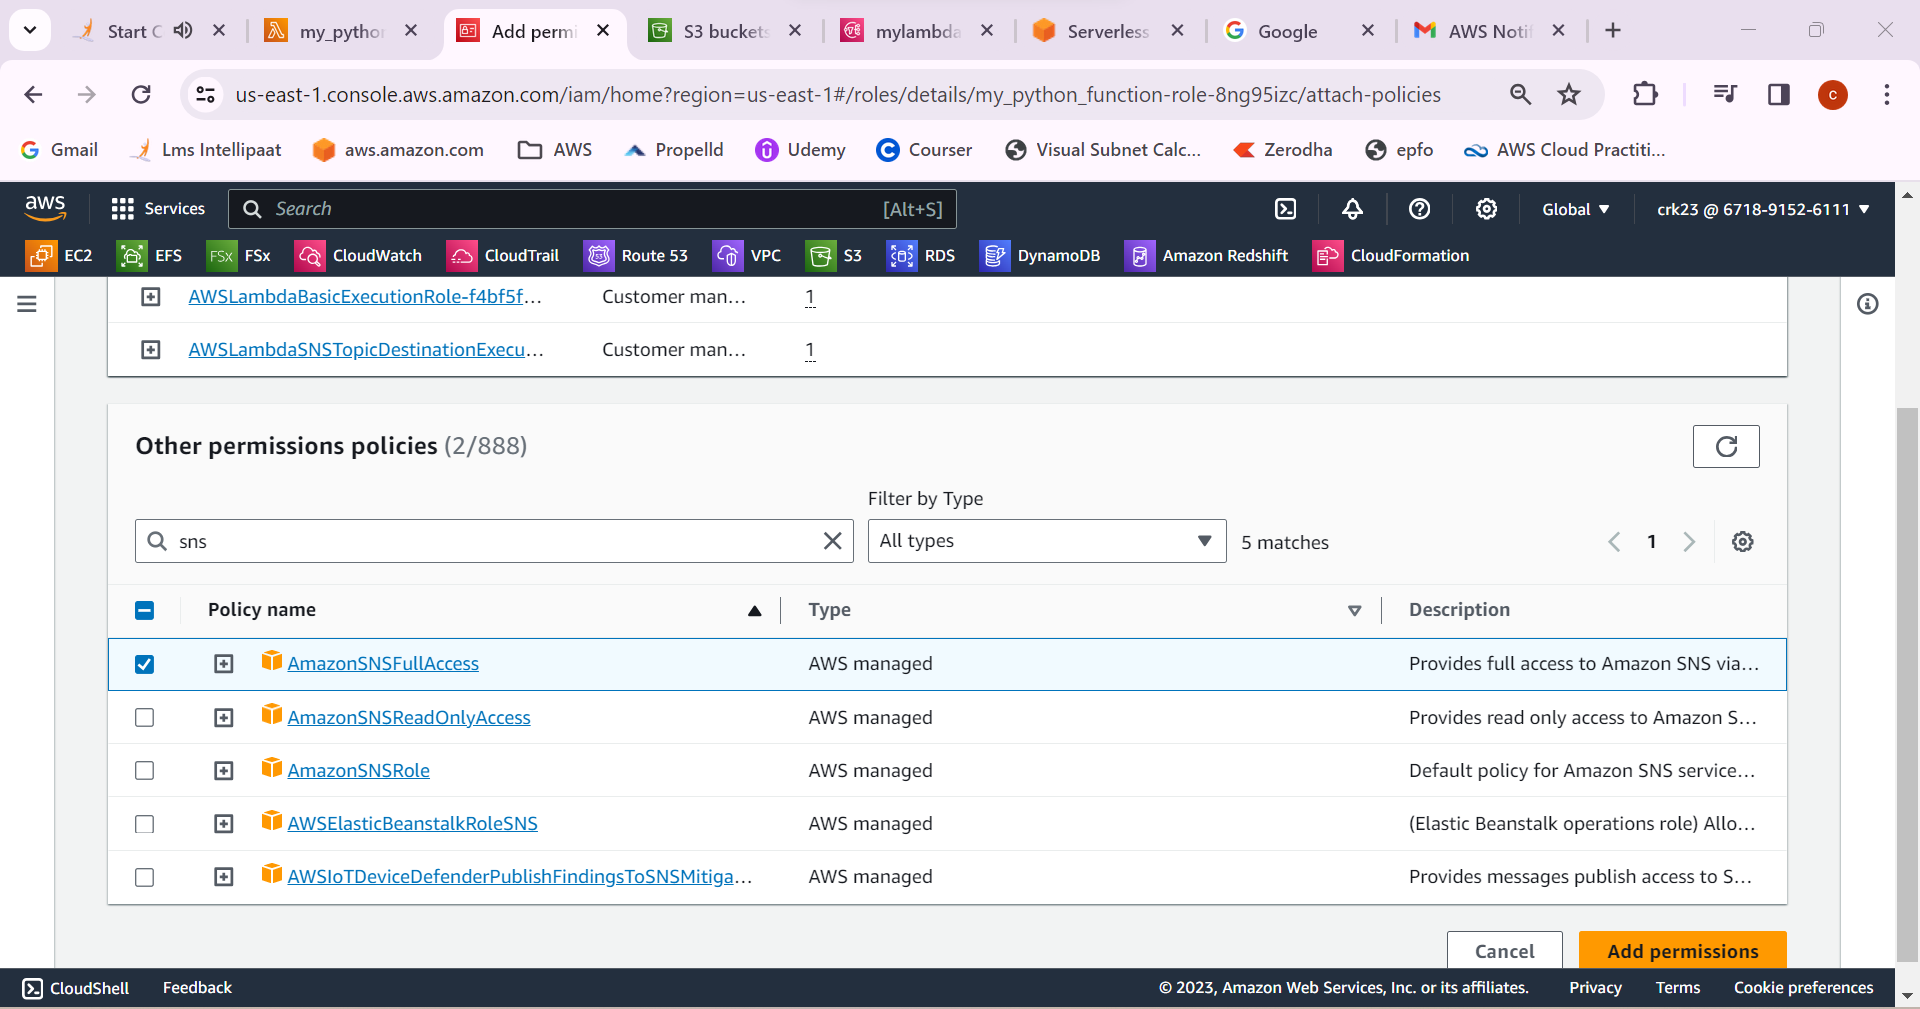 Start C
my_pythor
Add permi
S3 buckets
mylambda
Serverless
Google
AWS Notif
us-east-1.console.aws.amazon.com/iam/home?region=us-east-1#/roles/details/my_python_function-role-8ng95izc/attach-policies
C
Gmail
Lms Intellipaat
aws.amazon.com
AWS
Propelld
Udemy
Courser
Visual Subnet Calc...
Zerodha
epfo
AWS Cloud Practiti...
aws
Services
Search
[Alt+S]
Global
crk23 @ 6718-9152-6111
EC2
EFS
FSx
FSx
CloudWatch
CloudTrail
53
Route 53
VPC
S3
RDS
DynamoDB
Amazon Redshift
CloudFormation
AWSLambdaBasicExecutionRole-f4bf5f... Customer man... 1
AWSLambdaSNSTopicDestinationExecu... Customer man... 1
Other permissions policies (2/888)
Filter by Type
sns
All types
5 matches
1
Policy name Type Description
AmazonSNSFullAccess AWS managed Provides full access to Amazon SNS via...
AmazonSNSReadOnlyAccess AWS managed Provides read only access to Amazon S...
AmazonSNSRole AWS managed Default policy for Amazon SNS service...
AWSElasticBeanstalkRoleSNS AWS managed (Elastic Beanstalk operations role) Allo...
AWSIoTDeviceDefenderPublishFindingsToSNSMitiga... AWS managed Provides messages publish access to S...
Cancel
Add permissions
CloudShell
Feedback
© 2023, Amazon Web Services, Inc. or its affiliates.
Privacy
Terms
Cookie preferences